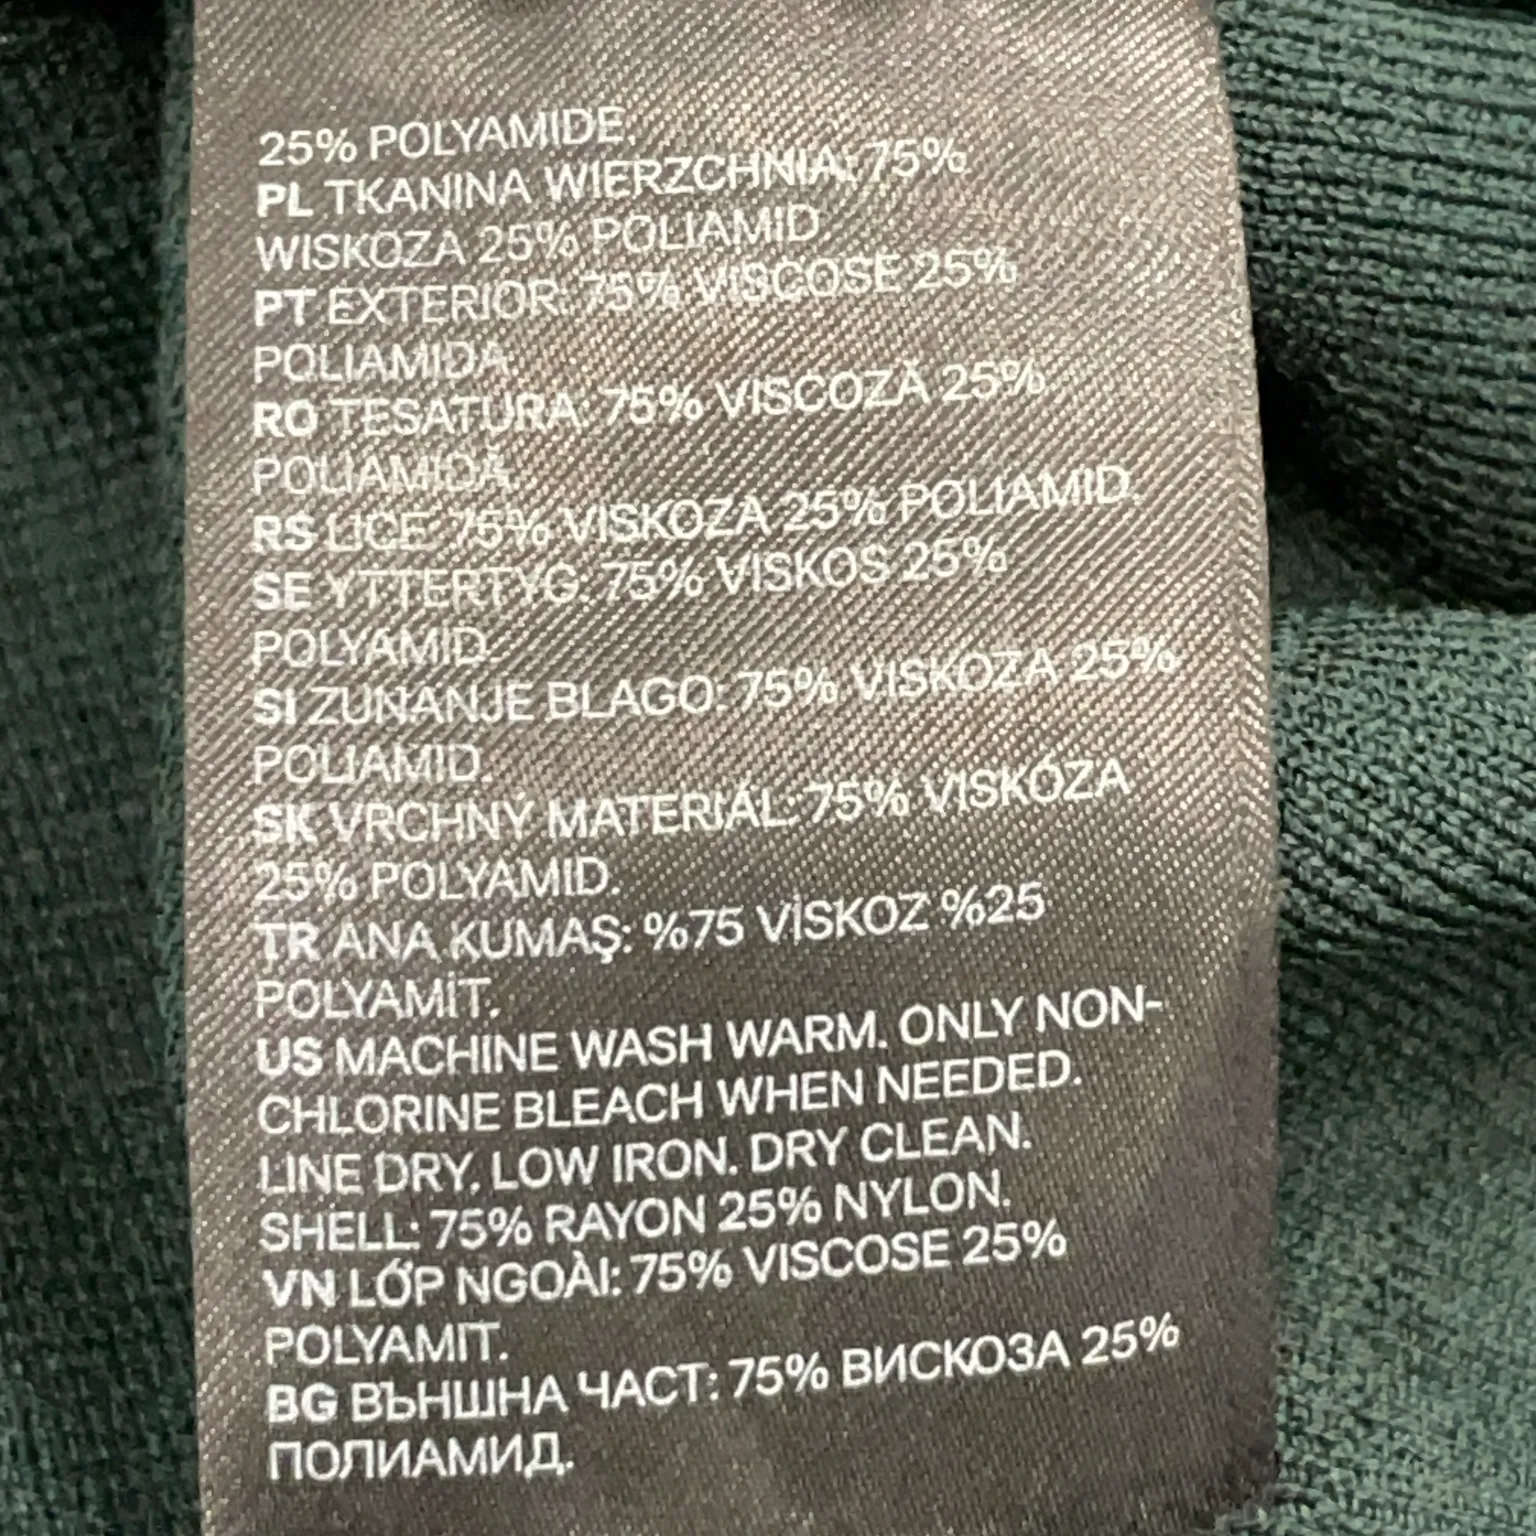 25% POLYAMIDE.
PL TKANINA WIERZCHNIA: 75%
WISKOZA 25% POLIAMID
PT EXTERIOR: 75% VISCOSE 25%
POLIAMIDA
RO TESATURA: 75% VISCOZĂ 25%
POLIAMIDĂ.
RS LICE: 75% VISKOZA 25% POLIAMID.
SE YTTERTYG: 75% VISKOS 25%
POLYAMID.
SI ZUNANJE BLAGO: 75% VISKOZA 25%
POLIAMID.
SK VRCHNÝ MATERIÁL: 75% VISKÓZA
25% POLYAMID.
TR ANA KUMAŞ: %75 VİSKOZ %25
POLYAMİT.
US MACHINE WASH WARM. ONLY NON-
CHLORINE BLEACH WHEN NEEDED.
LINE DRY. LOW IRON. DRY CLEAN.
SHELL: 75% RAYON 25% NYLON.
VN LỚP NGOÀI: 75% VISCOSE 25%
POLYAMIT.
BG ВЪНШНА ЧАСТ: 75% ВИСКОЗА 25%
ПОЛИАМИД.